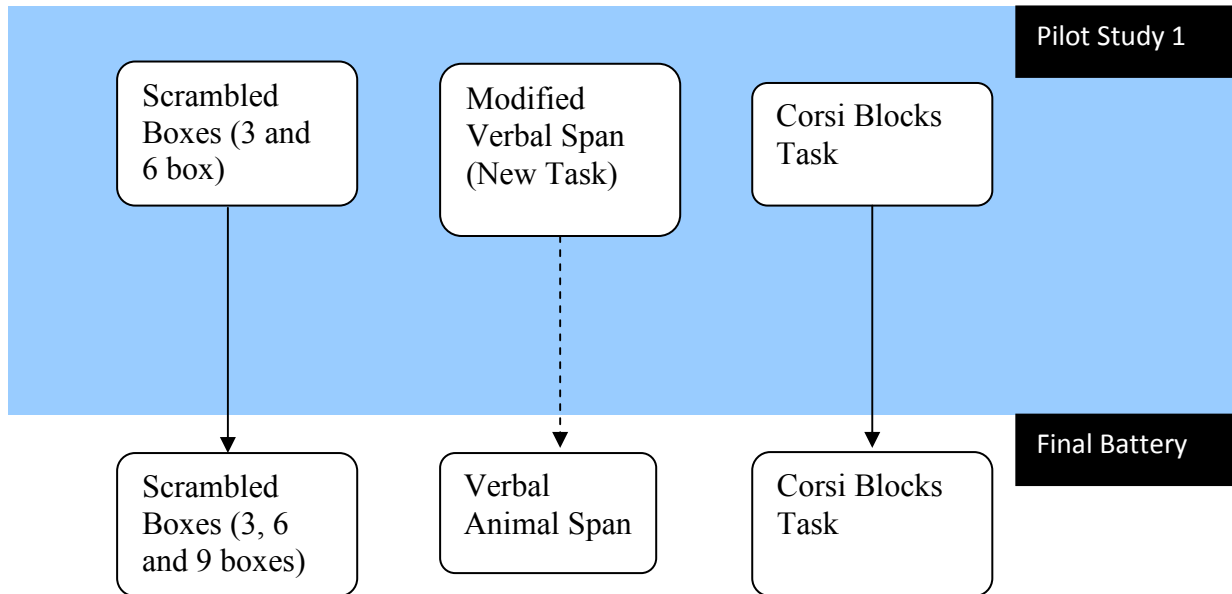 Pilot Study 1
Scrambled
Boxes (3 and
6 box)
Modified
Verbal Span
(New Task)
Corsi Blocks
Task
Final Battery
Scrambled
Boxes (3, 6
and 9 boxes)
Verbal
Animal Span
Corsi Blocks
Task